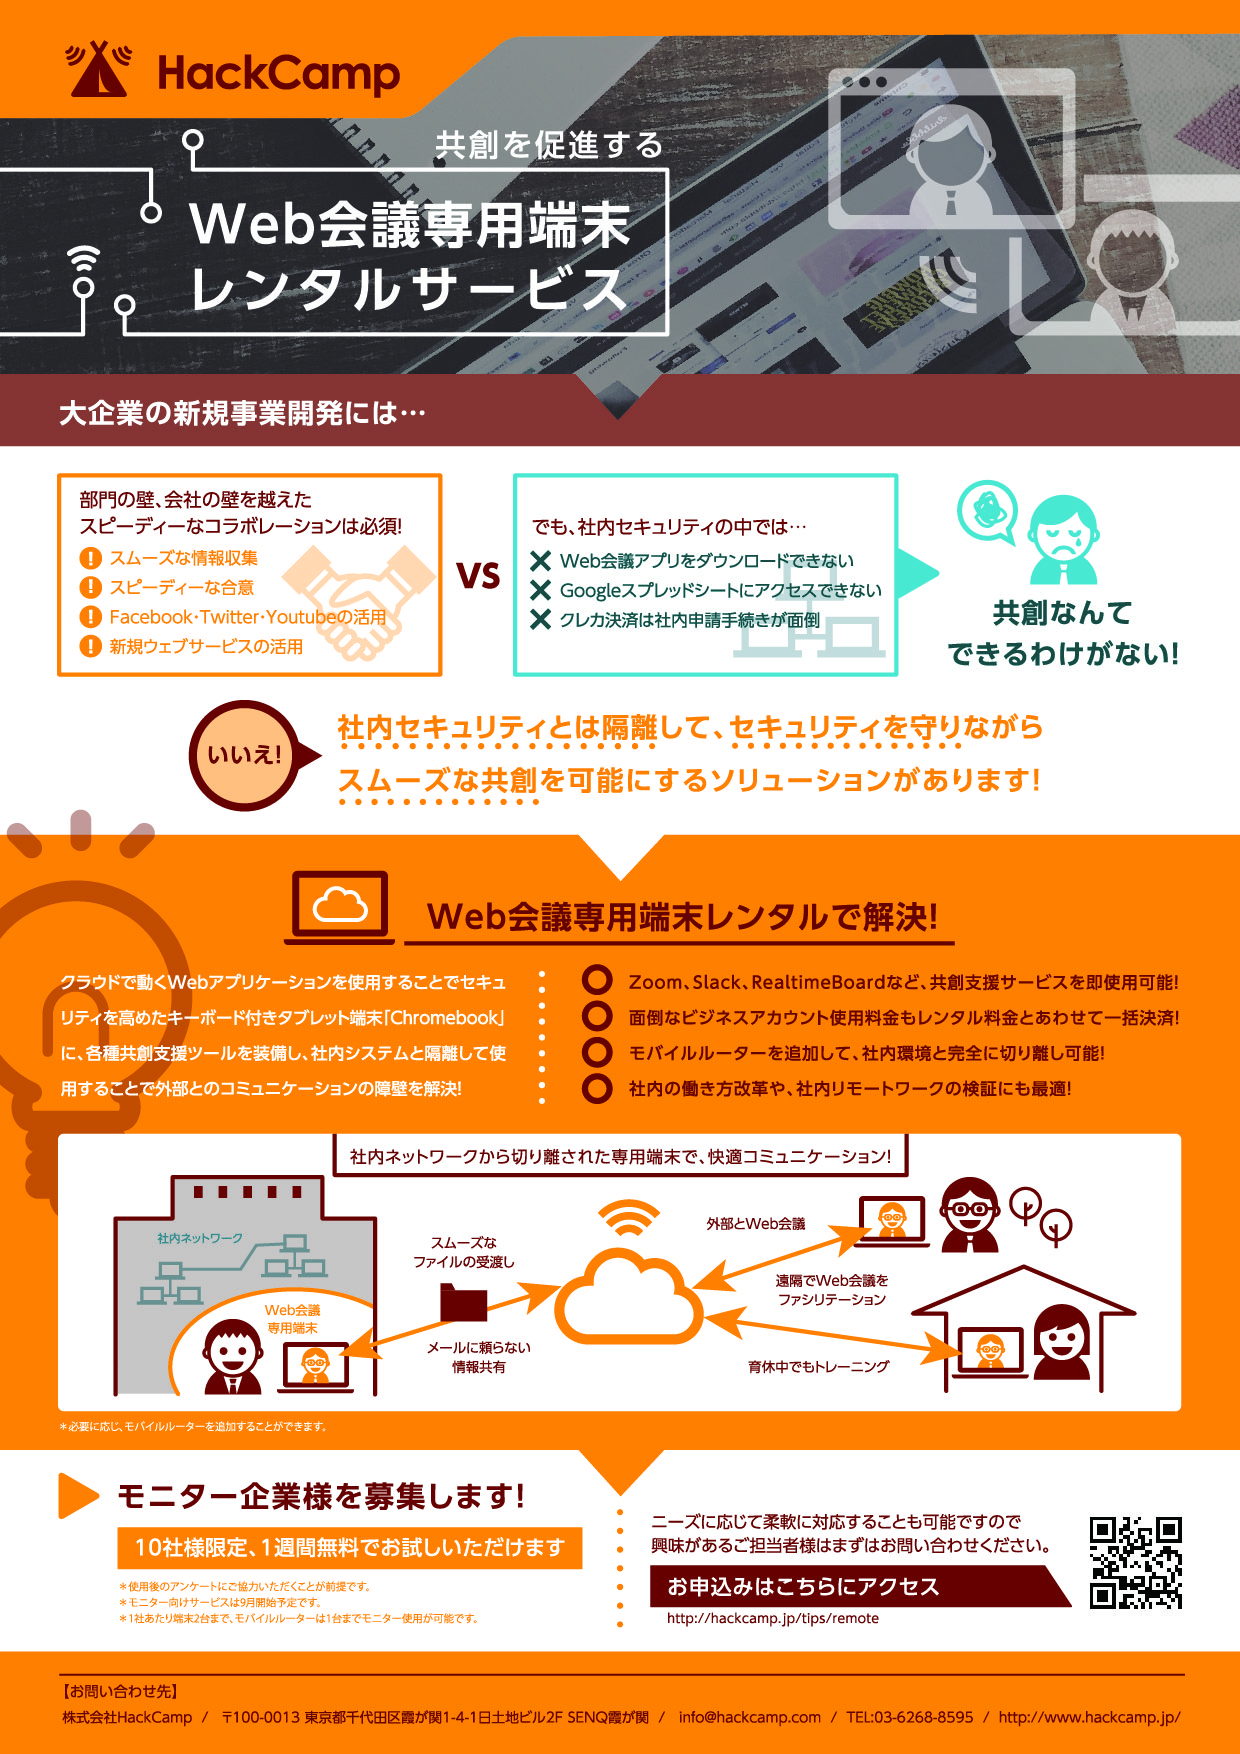 HackCamp
共創を促進する
Web会議専用端末
レンタルサービス
大企業の新規事業開発には…
部門の壁、会社の壁を越えた
スピーディーなコラボレーションは必須!
! スムーズな情報収集
! スピーディーな合意
! Facebook・Twitter・Youtubeの活用
! 新規ウェブサービスの活用
VS
でも、社内セキュリティの中では…
Web会議アプリをダウンロードできない
Googleスプレッドシートにアクセスできない
クレカ決済は社内申請手続きが面倒
共創なんて
できるわけがない!
いいえ!
社内セキュリティとは隔離して、セキュリティを守りながら
スムーズな共創を可能にするソリューションがあります!
Web会議専用端末レンタルで解決!
クラウドで動くWebアプリケーションを使用することでセキュ
リティを高めたキーボード付きタブレット端末「Chromebook」
に、各種共創支援ツールを装備し、社内システムと隔離して使
用することで外部とのコミュニケーションの障壁を解決!
Zoom、Slack、RealtimeBoardなど、共創支援サービスを即使用可能!
面倒なビジネスアカウント使用料金もレンタル料金とあわせて一括決済!
モバイルルーターを追加して、社内環境と完全に切り離し可能!
社内の働き方改革や、社内リモートワークの検証にも最適!
社内ネットワークから切り離された専用端末で、快適コミュニケーション!
社内ネットワーク
Web会議
専用端末
スムーズな
ファイルの受渡し
メールに頼らない
情報共有
外部とWeb会議
遠隔でWeb会議を
ファシリテーション
育休中でもトレーニング
*必要に応じ、モバイルルーターを追加することができます。
モニター企業様を募集します!
10社様限定、1週間無料でお試しいただけます
*使用後のアンケートにご協力いただくことが前提です。
*モニター向けサービスは9月開始予定です。
*1社あたり端末2台まで、モバイルルーターは1台までモニター使用が可能です。
ニーズに応じて柔軟に対応することも可能ですので
興味があるご担当者様はまずはお問い合わせください。
お申込みはこちらにアクセス
http://hackcamp.jp/tips/remote
【お問い合わせ先】
株式会社HackCamp / 〒100-0013 東京都千代田区霞が関1-4-1日土地ビル2F SENQ霞が関 / info@hackcamp.com / TEL:03-6268-8595 / http://www.hackcamp.jp/